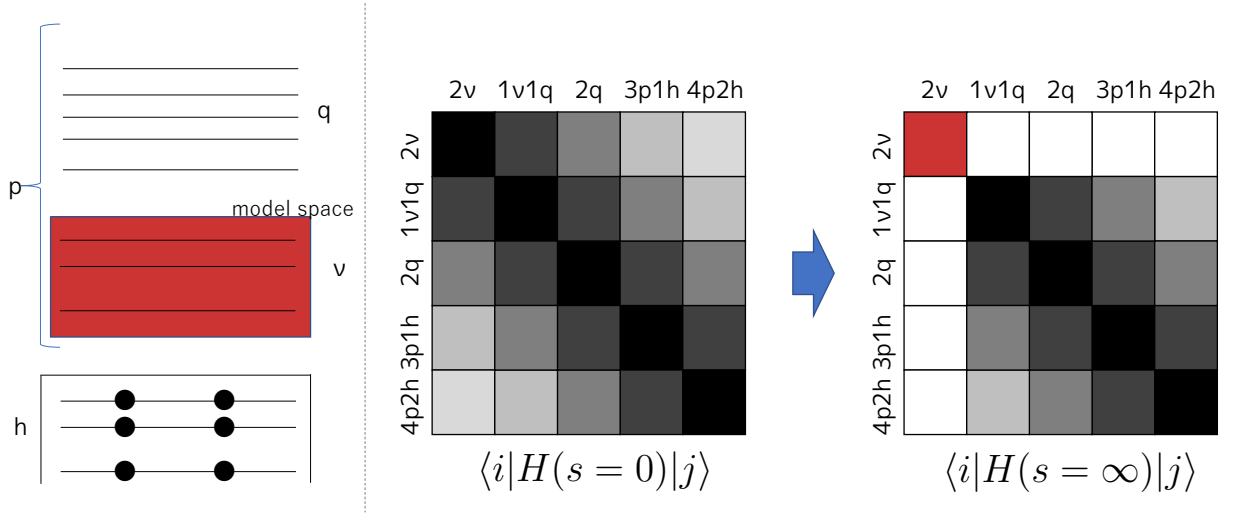 q
p
model space
ν
h
2ν 1ν1q 2q 3p1h 4p2h
2ν
1ν1q
2q
3p1h
4p2h
⟨i|H(s = 0)|j⟩
2ν 1ν1q 2q 3p1h 4p2h
2ν
1ν1q
2q
3p1h
4p2h
⟨i|H(s = ∞)|j⟩